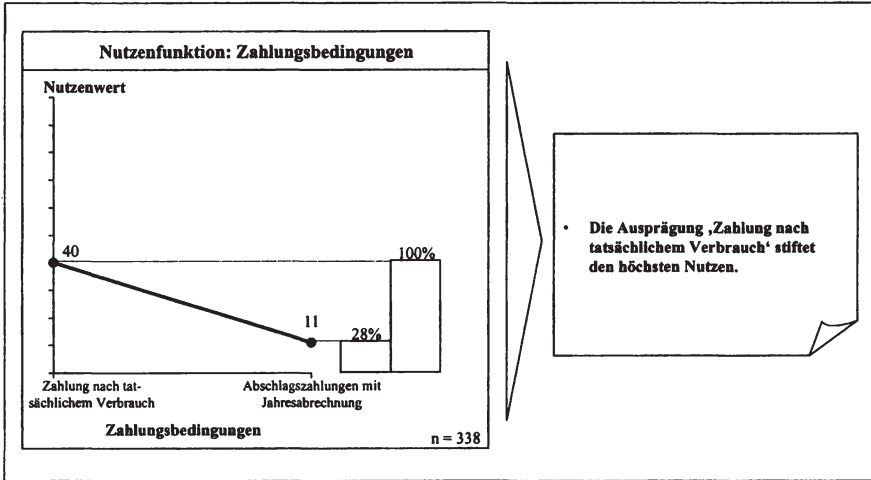 Nutzenfunktion: Zahlungsbedingungen
Nutzenwert
40
11
28%
100%
Zahlung nach tat-
sächlichem Verbrauch
Abschlagszahlungen mit
Jahresabrechnung
Zahlungsbedingungen
n = 338
• Die Ausprägung ‚Zahlung nach
tatsächlichem Verbrauch‘ stiftet
den höchsten Nutzen.